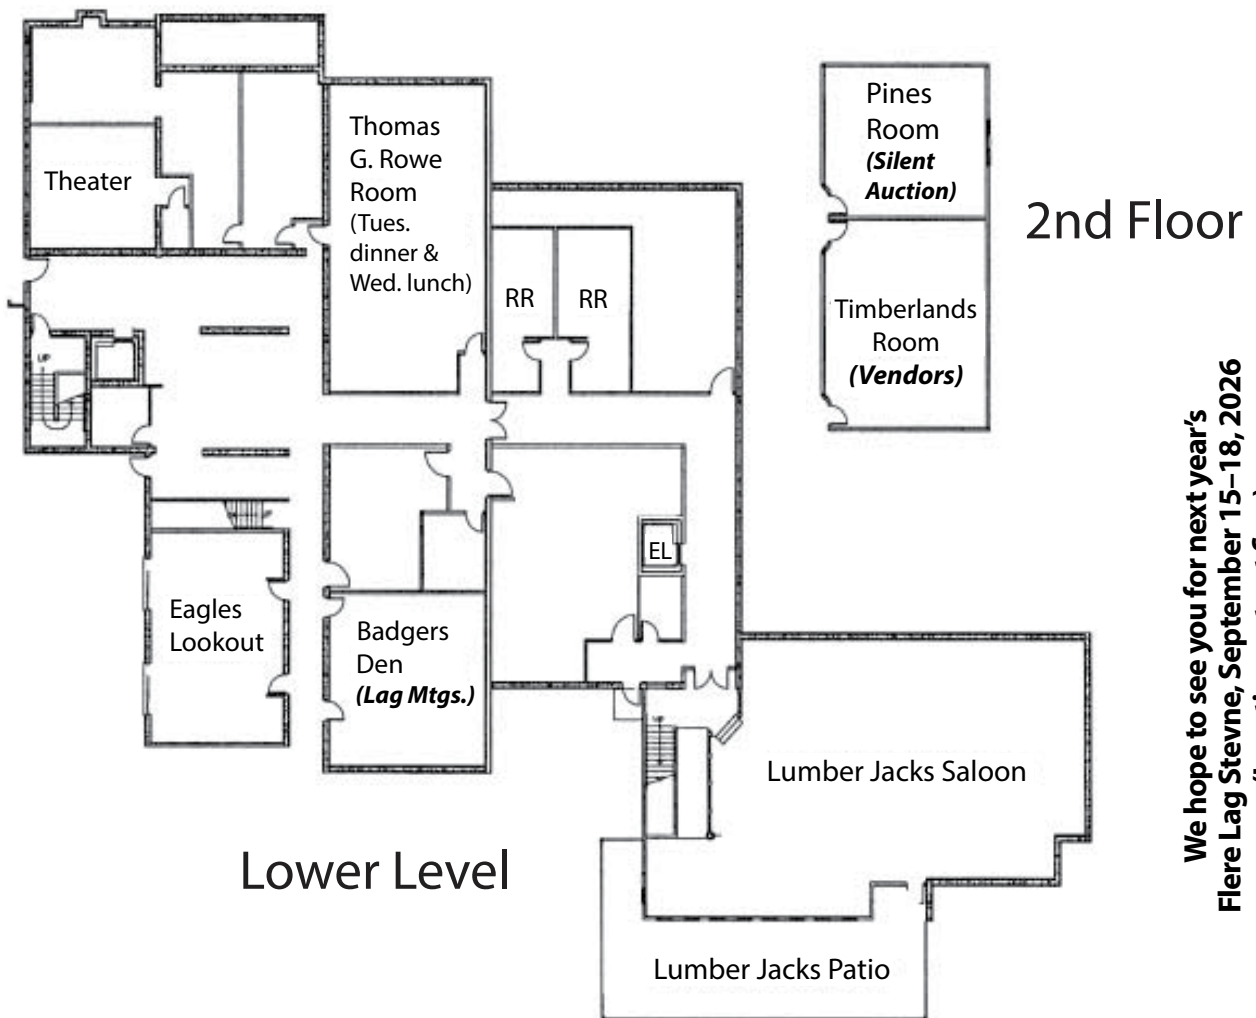 Theater
Thomas
G. Rowe
Room
(Tues.
dinner &
Wed. lunch)
RR
RR
Pines
Room
(Silent
Auction)
2nd Floor
Timberlands
Room
(Vendors)
UP
EL
Eagles
Lookout
Badgers
Den
(Lag Mtgs.)
UP
Lumber Jacks Saloon
Lower Level
Lumber Jacks Patio
We hope to see you for next year's
Flere Lag Stevne, September 15–18, 2026